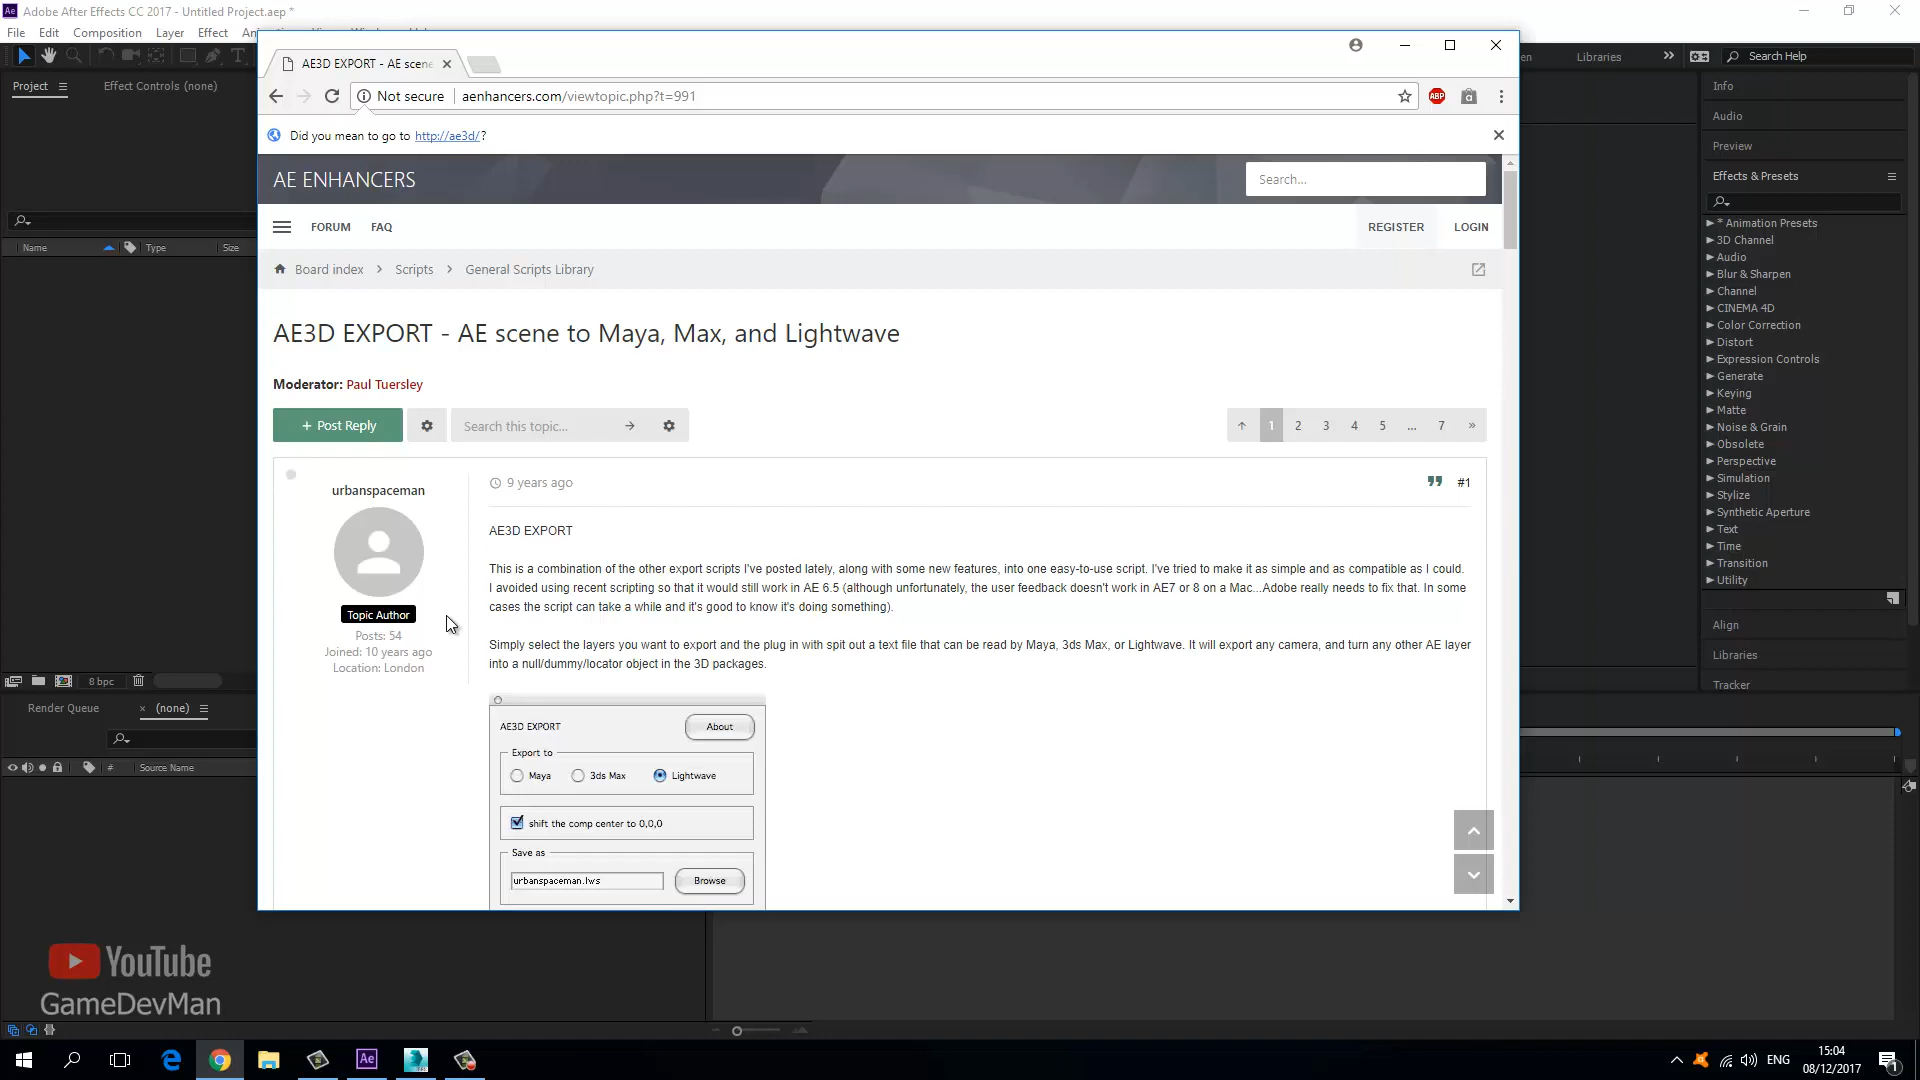 Ae Adobe After Effects CC 2017 - Untitled Project.aep *
File Edit Composition Layer Effect
AE3D EXPORT - AE scene
Not secure aenhancers.com/viewtopic.php?t=991
ABP
en Libraries Search Help
Project Effect Controls (none)
Info
Audio
Preview
Did you mean to go to http://ae3d/?
AE ENHANCERS
Search...
Effects & Presets
FORUM FAQ REGISTER LOGIN
Name Type Size
Board index Scripts General Scripts Library
* Animation Presets
3D Channel
Audio
Blur & Sharpen
Channel
CINEMA 4D
Color Correction
Distort
Expression Controls
Generate
Keying
Matte
Noise & Grain
Obsolete
Perspective
Simulation
Stylize
Synthetic Aperture
Text
Time
Transition
Utility
Align
Libraries
Tracker
AE3D EXPORT - AE scene to Maya, Max, and Lightwave
Moderator: Paul Tuersley
+ Post Reply Search this topic... 1 2 3 4 5 ... 7 »
urbanspaceman
Topic Author
Posts: 54
Joined: 10 years ago
Location: London
9 years ago #1
AE3D EXPORT
This is a combination of the other export scripts I've posted lately, along with some new features, into one easy-to-use script. I've tried to make it as simple and as compatible as I could.
I avoided using recent scripting so that it would still work in AE 6.5 (although unfortunately, the user feedback doesn't work in AE7 or 8 on a Mac...Adobe really needs to fix that. In some
cases the script can take a while and it's good to know it's doing something).
Simply select the layers you want to export and the plug in with spit out a text file that can be read by Maya, 3ds Max, or Lightwave. It will export any camera, and turn any other AE layer
into a null/dummy/locator object in the 3D packages.
AE3D EXPORT About
Export to
Maya 3ds Max Lightwave
shift the comp center to 0,0,0
Save as
urbanspaceman.lws Browse
8 bpc
Render Queue × (none)
# Source Name
YouTube
GameDevMan
Ae
ENG
15:04
08/12/2017
1